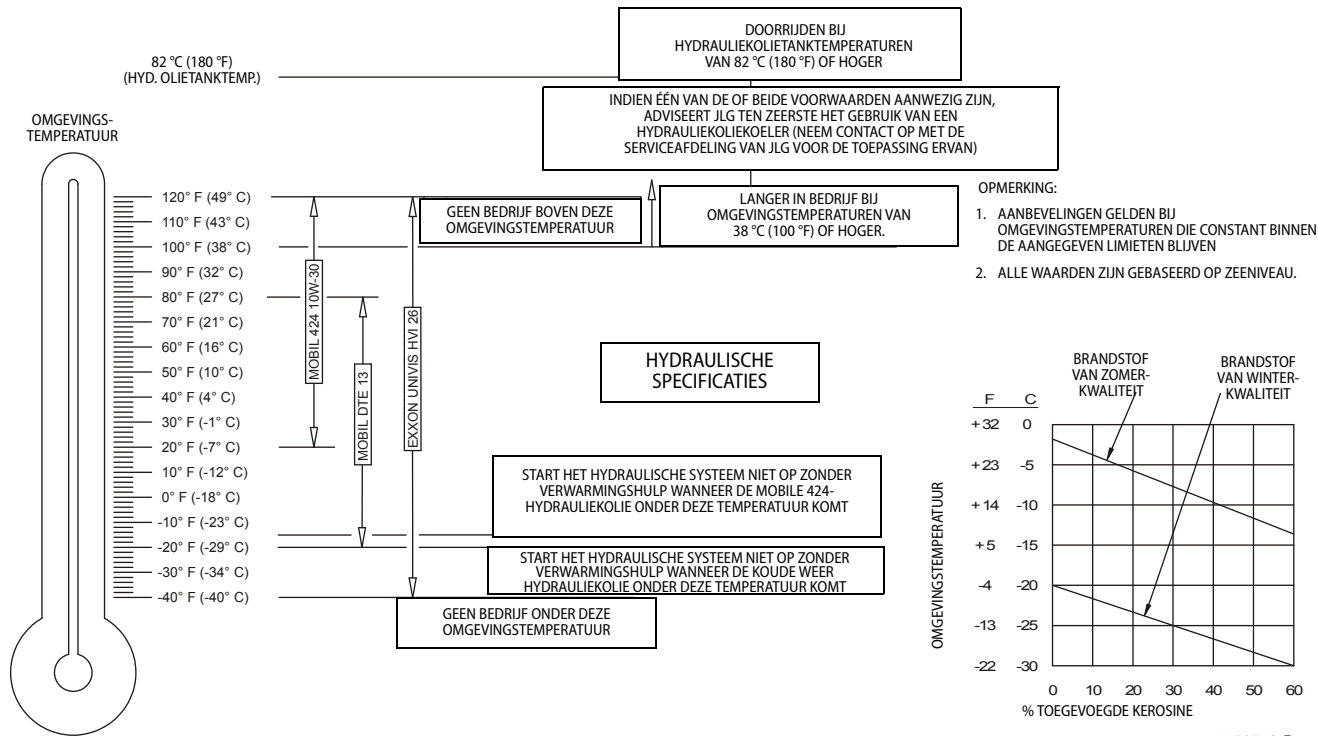 82 °C (180 °F)
(HYD. OLIETANKTEMP.)
DOORRIJDEN BIJ
HYDRAULIEKOLIETANKTEMPERATUREN
VAN 82 °C (180 °F) OF HOGER
INDIEN ÉÉN VAN DE OF BEIDE VOORWAARDEN AANWEZIG ZIJN,
ADVISEERT JLG TEN ZEERSTE HET GEBRUIK VAN EEN
HYDRAULIEKOLIEKOELER (NEEM CONTACT OP MET DE
SERVICEAFDELING VAN JLG VOOR DE TOEPASSING ERVAN)
OMGEVINGS-
TEMPERATUUR
120° F (49° C)
110° F (43° C)
100° F (38° C)
90° F (32° C)
80° F (27° C)
70° F (21° C)
60° F (16° C)
50° F (10° C)
40° F (4° C)
30° F (-1° C)
20° F (-7° C)
10° F (-12° C)
0° F (-18° C)
-10° F (-23° C)
-20° F (-29° C)
-30° F (-34° C)
-40° F (-40° C)
MOBIL 424 10W-30
MOBIL DTE 13
EXXON UNIVIS HVI 26
GEEN BEDRIJF BOVEN DEZE
OMGEVINGSTEMPERATUUR
LANGER IN BEDRIJF BIJ
OMGEVINGSTEMPERATUREN VAN
38 °C (100 °F) OF HOGER.
HYDRAULISCHE
SPECIFICATIES
START HET HYDRAULISCHE SYSTEEM NIET OP ZONDER
VERWARMINGSHULP WANNEER DE MOBILE 424-
HYDRAULIEKOLIE ONDER DEZE TEMPERATUUR KOMT
START HET HYDRAULISCHE SYSTEEM NIET OP ZONDER
VERWARMINGSHULP WANNEER DE KOUDE WEER
HYDRAULIEKOLIE ONDER DEZE TEMPERATUUR KOMT
GEEN BEDRIJF ONDER DEZE
OMGEVINGSTEMPERATUUR
OPMERKING:
1. AANBEVELINGEN GELDEN BIJ
OMGEVINGSTEMPERATUREN DIE CONSTANT BINNEN
DE AANGEGEVEN LIMIETEN BLIJVEN
2. ALLE WAARDEN ZIJN GEBASEERD OP ZEENIVEAU.
BRANDSTOF
VAN ZOMER-
KWALITEIT
BRANDSTOF
VAN WINTER-
KWALITEIT
F C
+32 0
+23 -5
+14 -10
+5 -15
-4 -20
-13 -25
-22 -30
OMGEVINGSTEMPERATUUR
0 10 20 30 40 50 60
% TOEGEVOEGDE KEROSINE